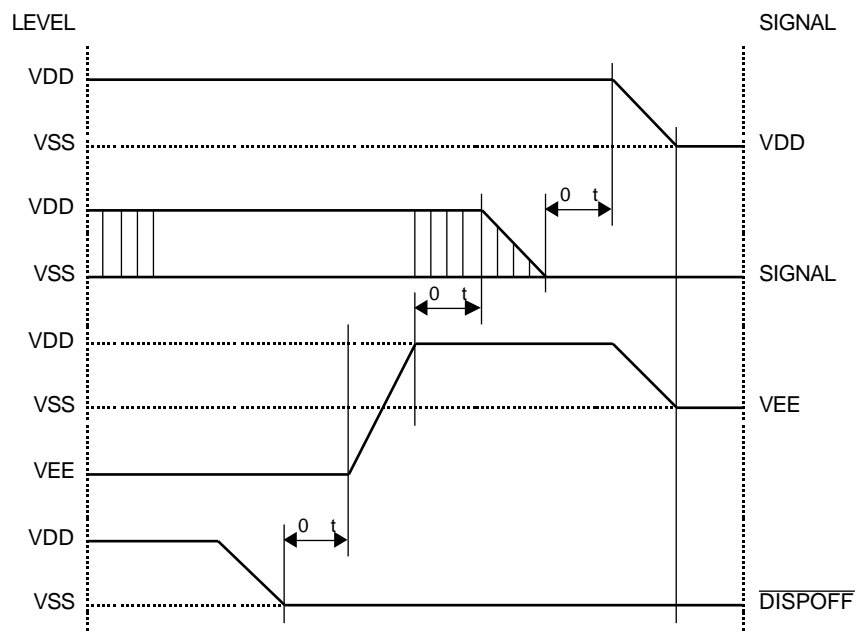 LEVEL SIGNAL
VDD
VSS VDD
VDD 0 t
VSS SIGNAL
0 t
VDD
VSS VEE
VEE
VDD 0 t
VSS DISPOFF